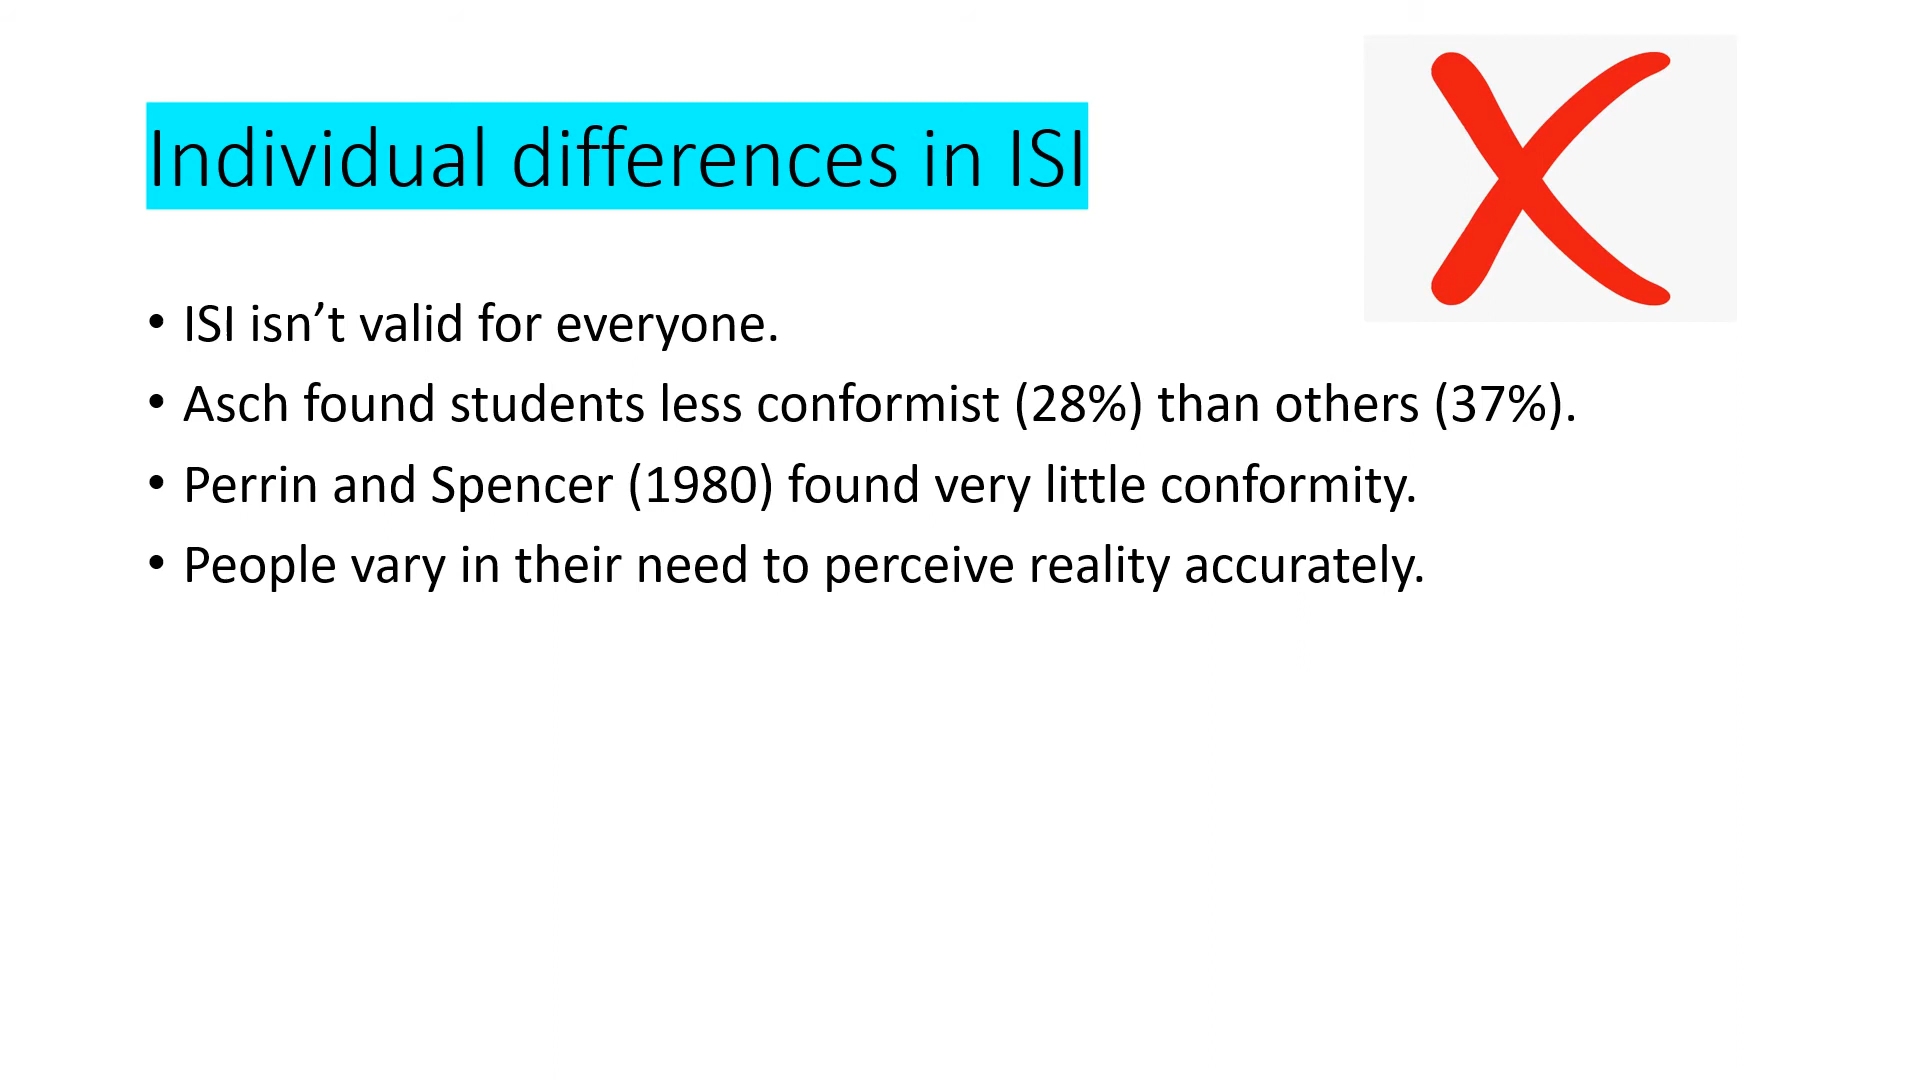 Individual differences in ISI
• ISI isn’t valid for everyone.
• Asch found students less conformist (28%) than others (37%).
• Perrin and Spencer (1980) found very little conformity.
• People vary in their need to perceive reality accurately.